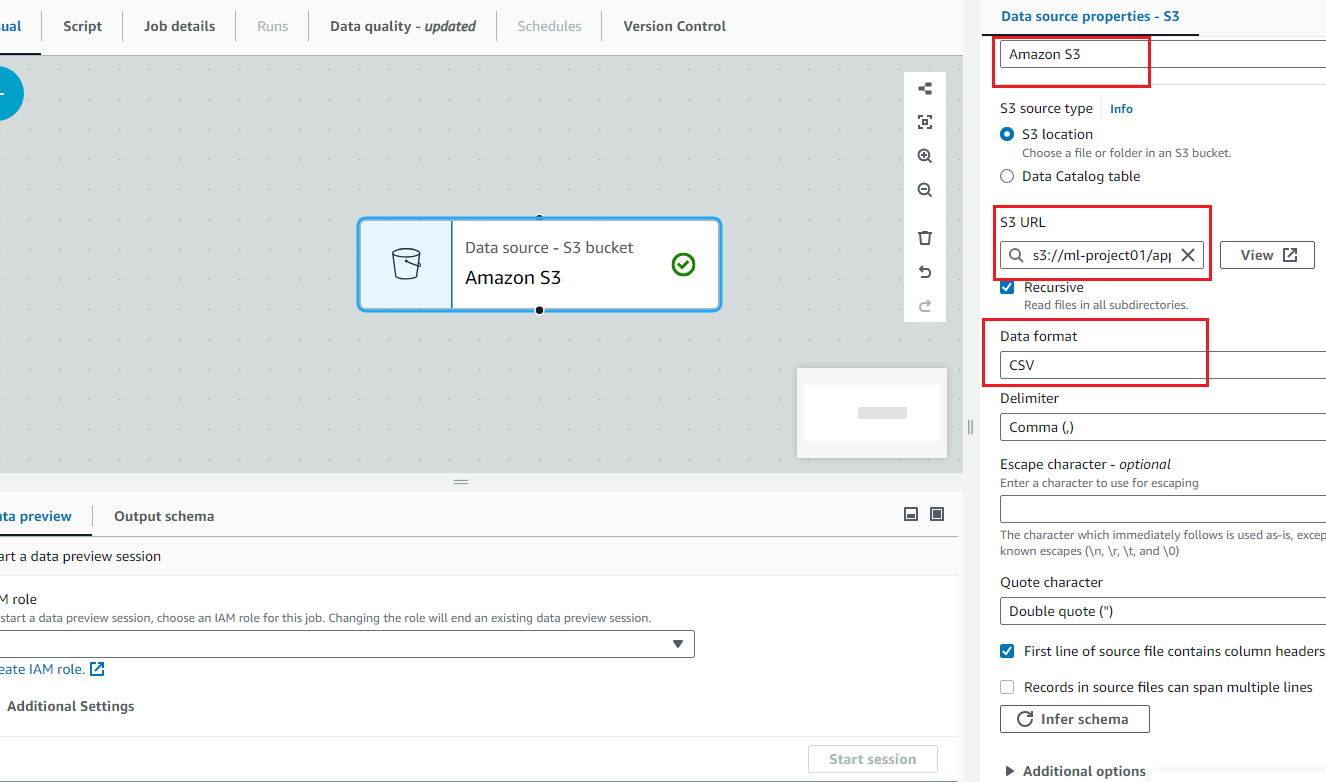 ual
Script
Job details
Runs
Data quality - updated
Schedules
Version Control
Data source - S3 bucket
Amazon S3
ata preview
Output schema
art a data preview session
M role
start a data preview session, choose an IAM role for this job. Changing the role will end an existing data preview session.
eate IAM role.
Additional Settings
Start session
Data source properties - S3
Amazon S3
S3 source type
Info
S3 location
Choose a file or folder in an S3 bucket.
Data Catalog table
S3 URL
s3://ml-project01/app
View
Recursive
Read files in all subdirectories.
Data format
CSV
Delimiter
Comma (,)
Escape character - optional
Enter a character to use for escaping
The character which immediately follows is used as-is, excep
known escapes (\n, \r, \t, and \0)
Quote character
Double quote (")
First line of source file contains column headers
Records in source files can span multiple lines
Infer schema
Additional options